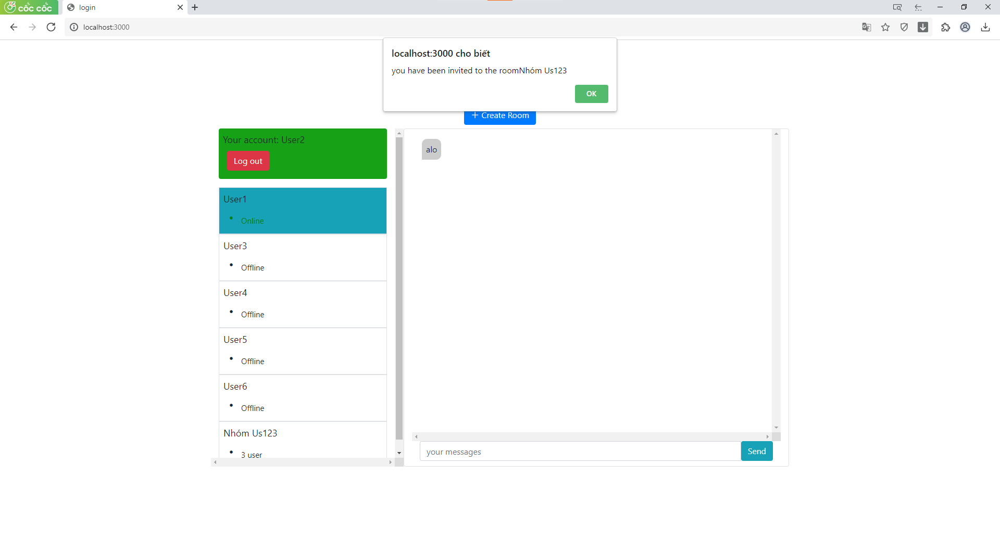 cốc cốc
login
localhost:3000
localhost:3000 cho biết
you have been invited to the roomNhóm Us123
OK
+ Create Room
Your account: User2
Log out
User1
• Online
User3
• Offline
User4
• Offline
User5
• Offline
User6
• Offline
Nhóm Us123
• 3 user
alo
your messages
Send